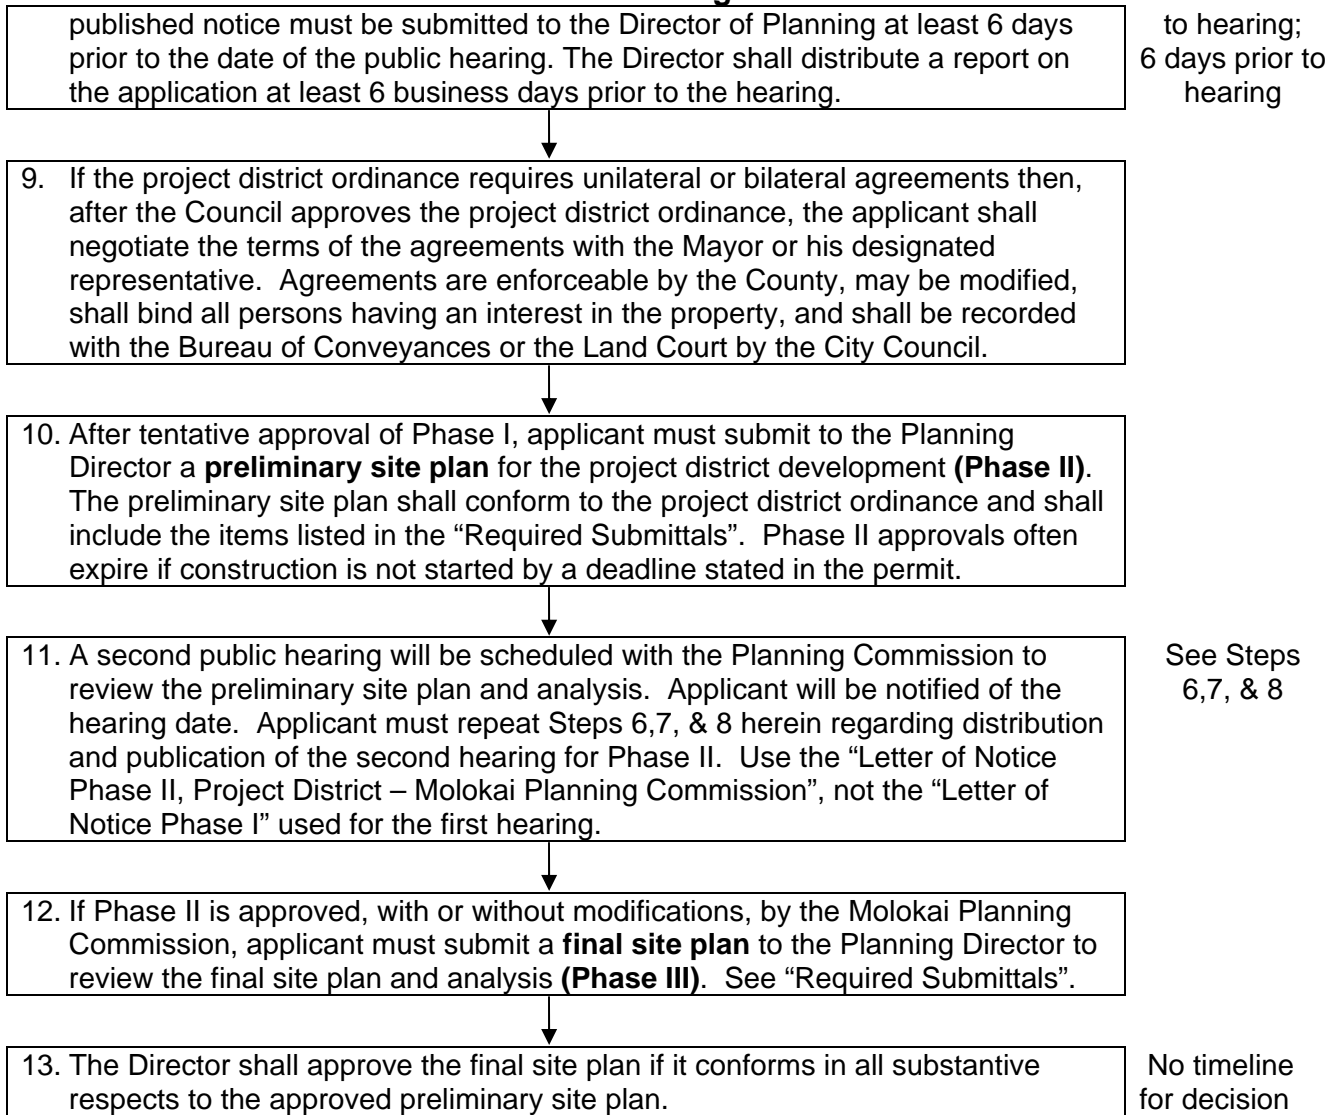 published notice must be submitted to the Director of Planning at least 6 days
prior to the date of the public hearing. The Director shall distribute a report on
the application at least 6 business days prior to the hearing.
to hearing;
6 days prior to
hearing
9. If the project district ordinance requires unilateral or bilateral agreements then,
after the Council approves the project district ordinance, the applicant shall
negotiate the terms of the agreements with the Mayor or his designated
representative. Agreements are enforceable by the County, may be modified,
shall bind all persons having an interest in the property, and shall be recorded
with the Bureau of Conveyances or the Land Court by the City Council.
10. After tentative approval of Phase I, applicant must submit to the Planning
Director a preliminary site plan for the project district development (Phase II).
The preliminary site plan shall conform to the project district ordinance and shall
include the items listed in the “Required Submittals”. Phase II approvals often
expire if construction is not started by a deadline stated in the permit.
11. A second public hearing will be scheduled with the Planning Commission to
review the preliminary site plan and analysis. Applicant will be notified of the
hearing date. Applicant must repeat Steps 6,7, & 8 herein regarding distribution
and publication of the second hearing for Phase II. Use the “Letter of Notice
Phase II, Project District – Molokai Planning Commission”, not the “Letter of
Notice Phase I” used for the first hearing.
See Steps
6,7, & 8
12. If Phase II is approved, with or without modifications, by the Molokai Planning
Commission, applicant must submit a final site plan to the Planning Director to
review the final site plan and analysis (Phase III). See “Required Submittals”.
13. The Director shall approve the final site plan if it conforms in all substantive
respects to the approved preliminary site plan.
No timeline
for decision